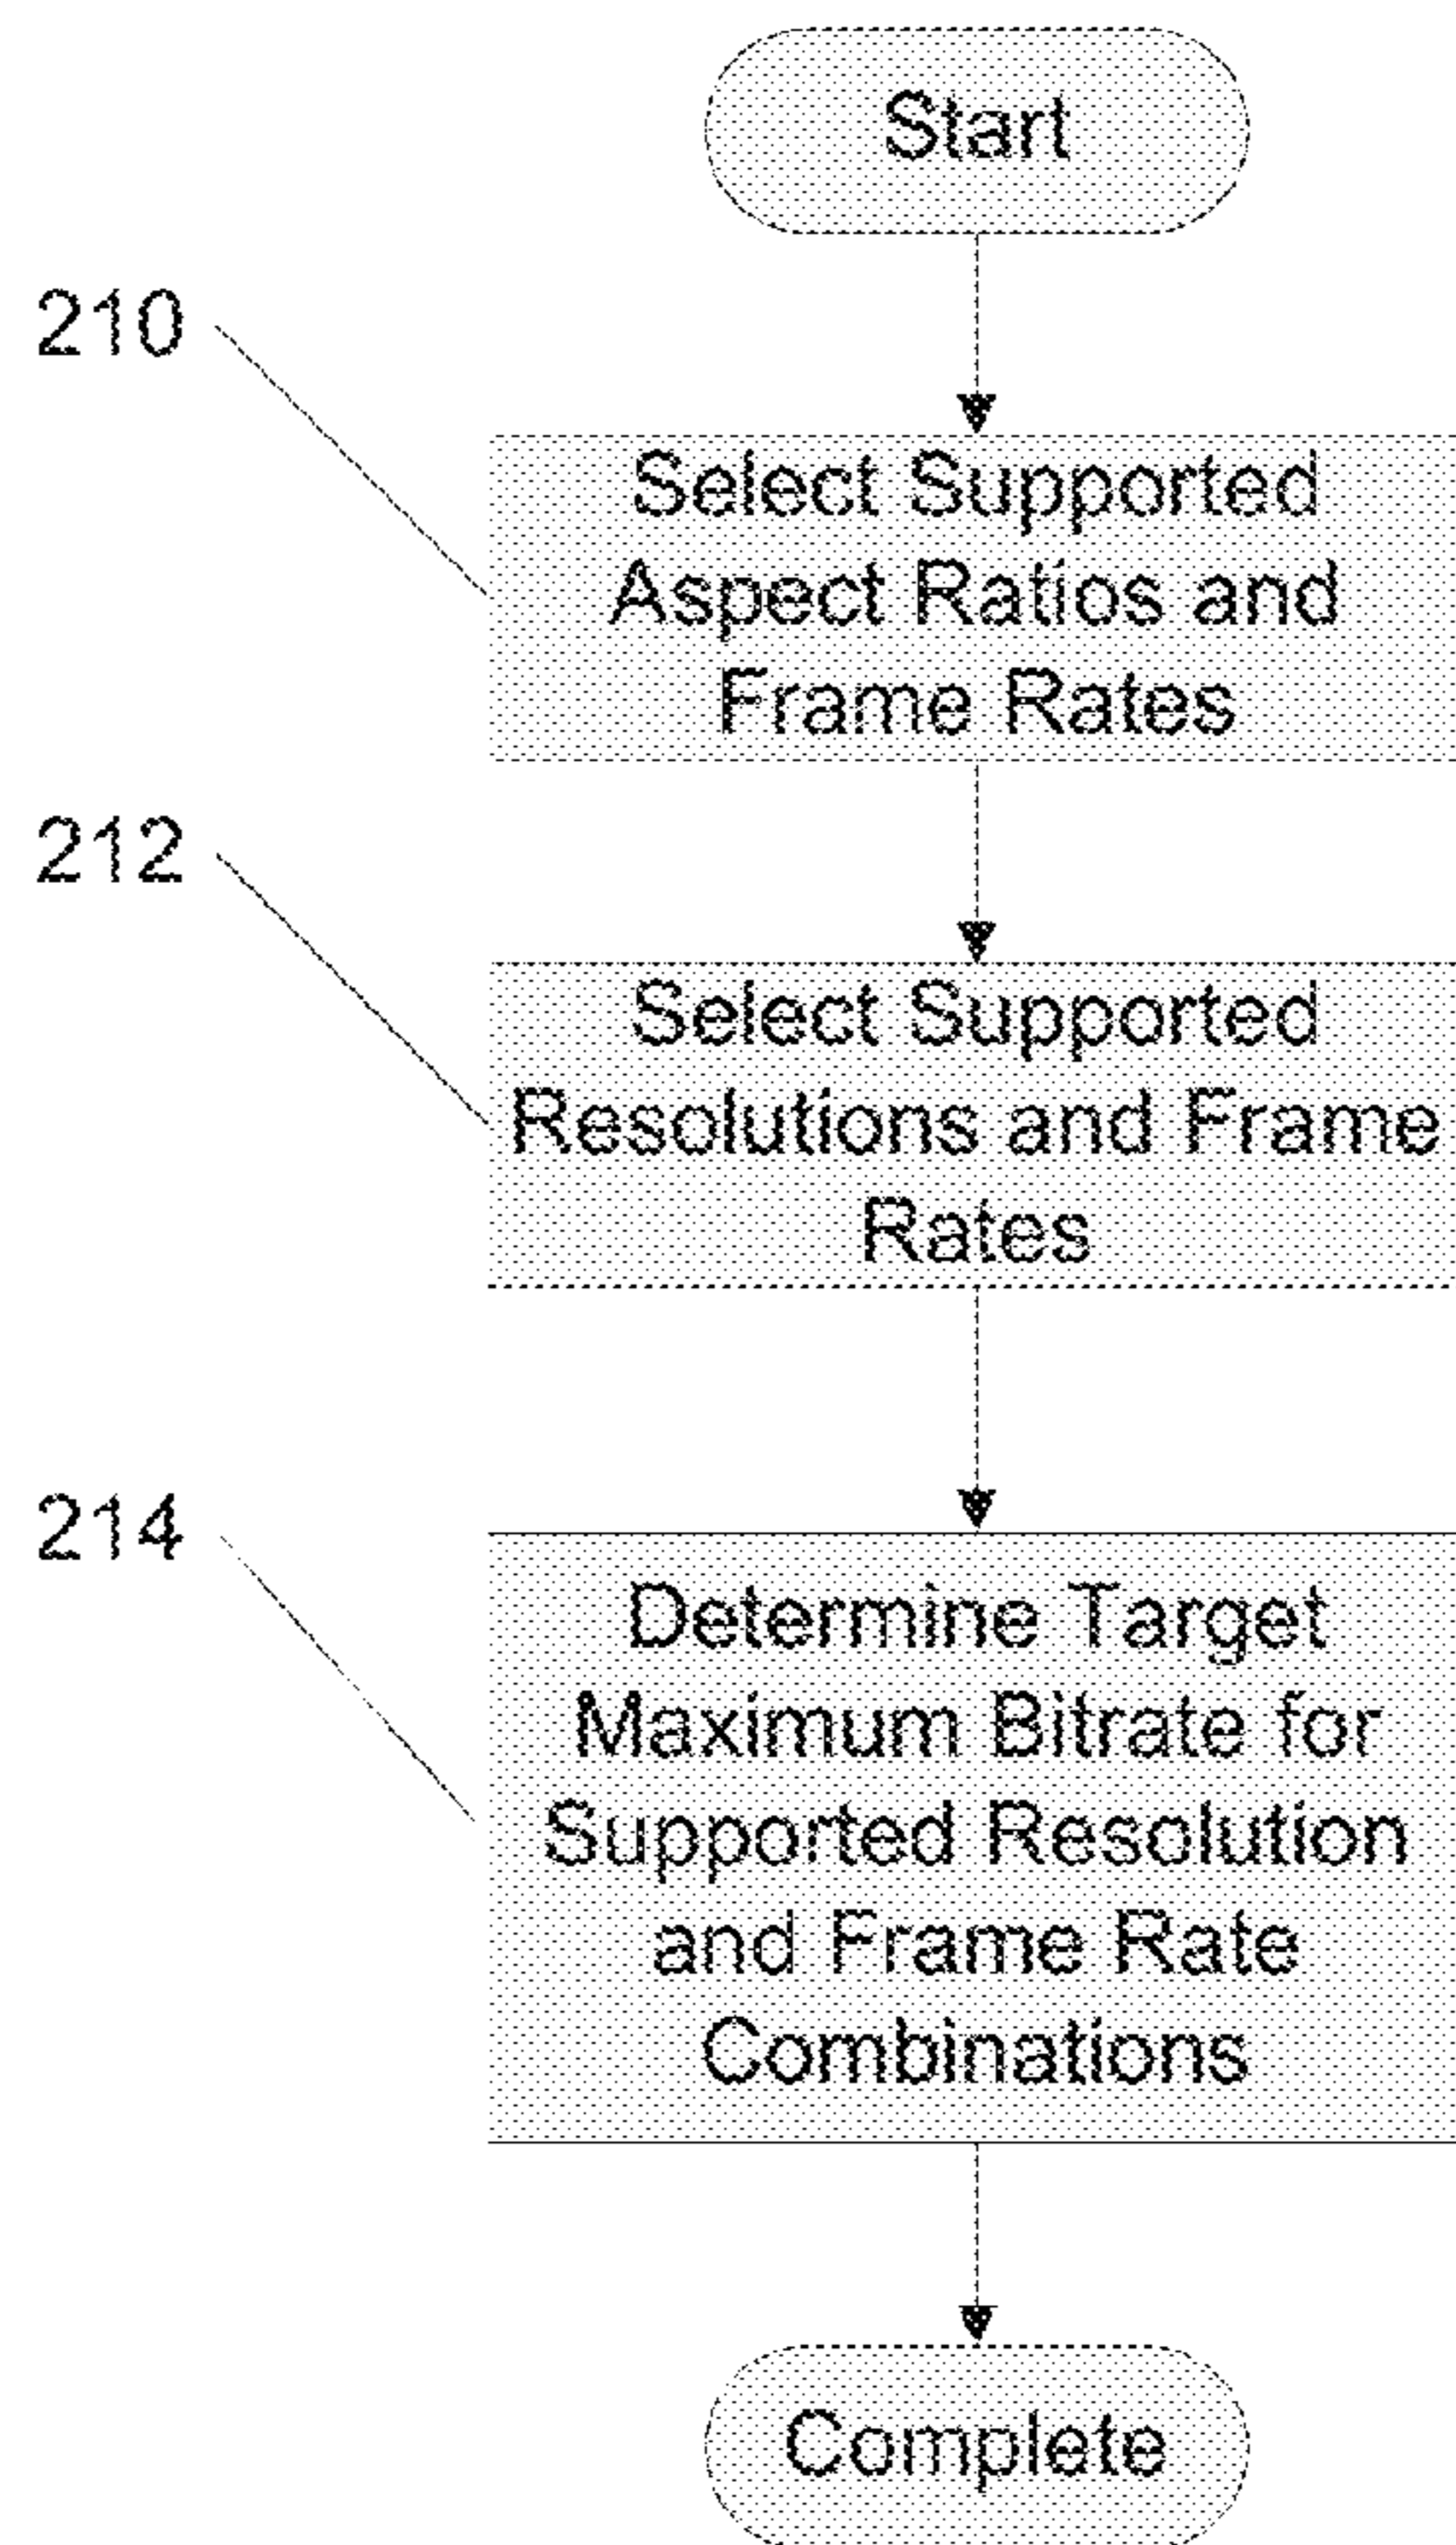 Start
210
Select Supported
Aspect Ratios and
Frame Rates
212
Select Supported
Resolutions and Frame
Rates
214
Determine Target
Maximum Bitrate for
Supported Resolution
and Frame Rate
Combinations
Complete